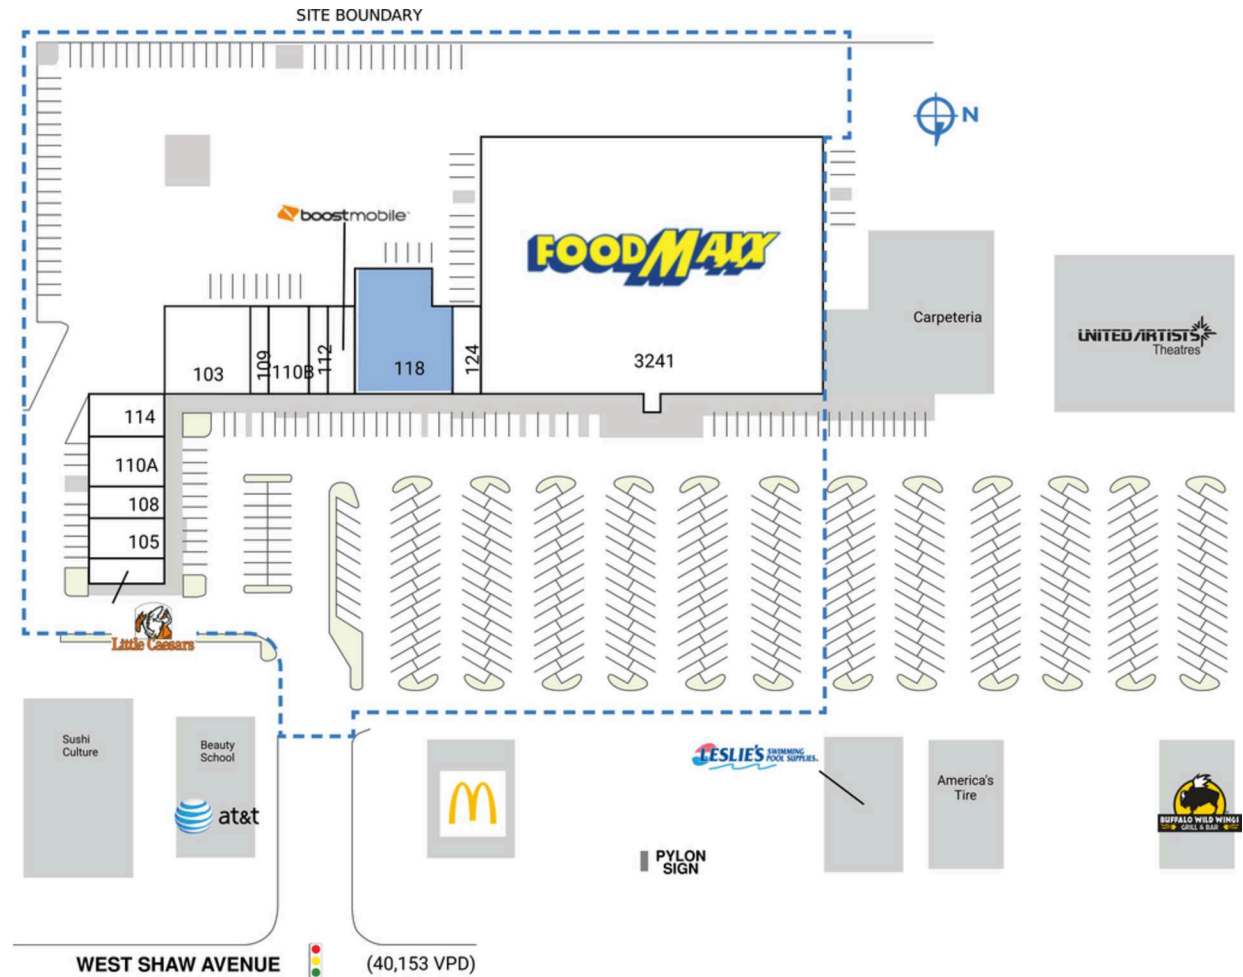 SITE BOUNDARY
N
boostmobile
FOODMAXX
Carpeteria
UNITED ARTISTS
Theatres
103
109
110B
112
118
124
3241
114
110A
108
105
Little Caesars
Sushi
Culture
Beauty
School
at&t
LESLIE'S SWIMMING
POOL SUPPLIES
America's
Tire
BUFFALO WILD WINGS
GRILL & BAR
PYLON
SIGN
WEST SHAW AVENUE
(40,153 VPD)